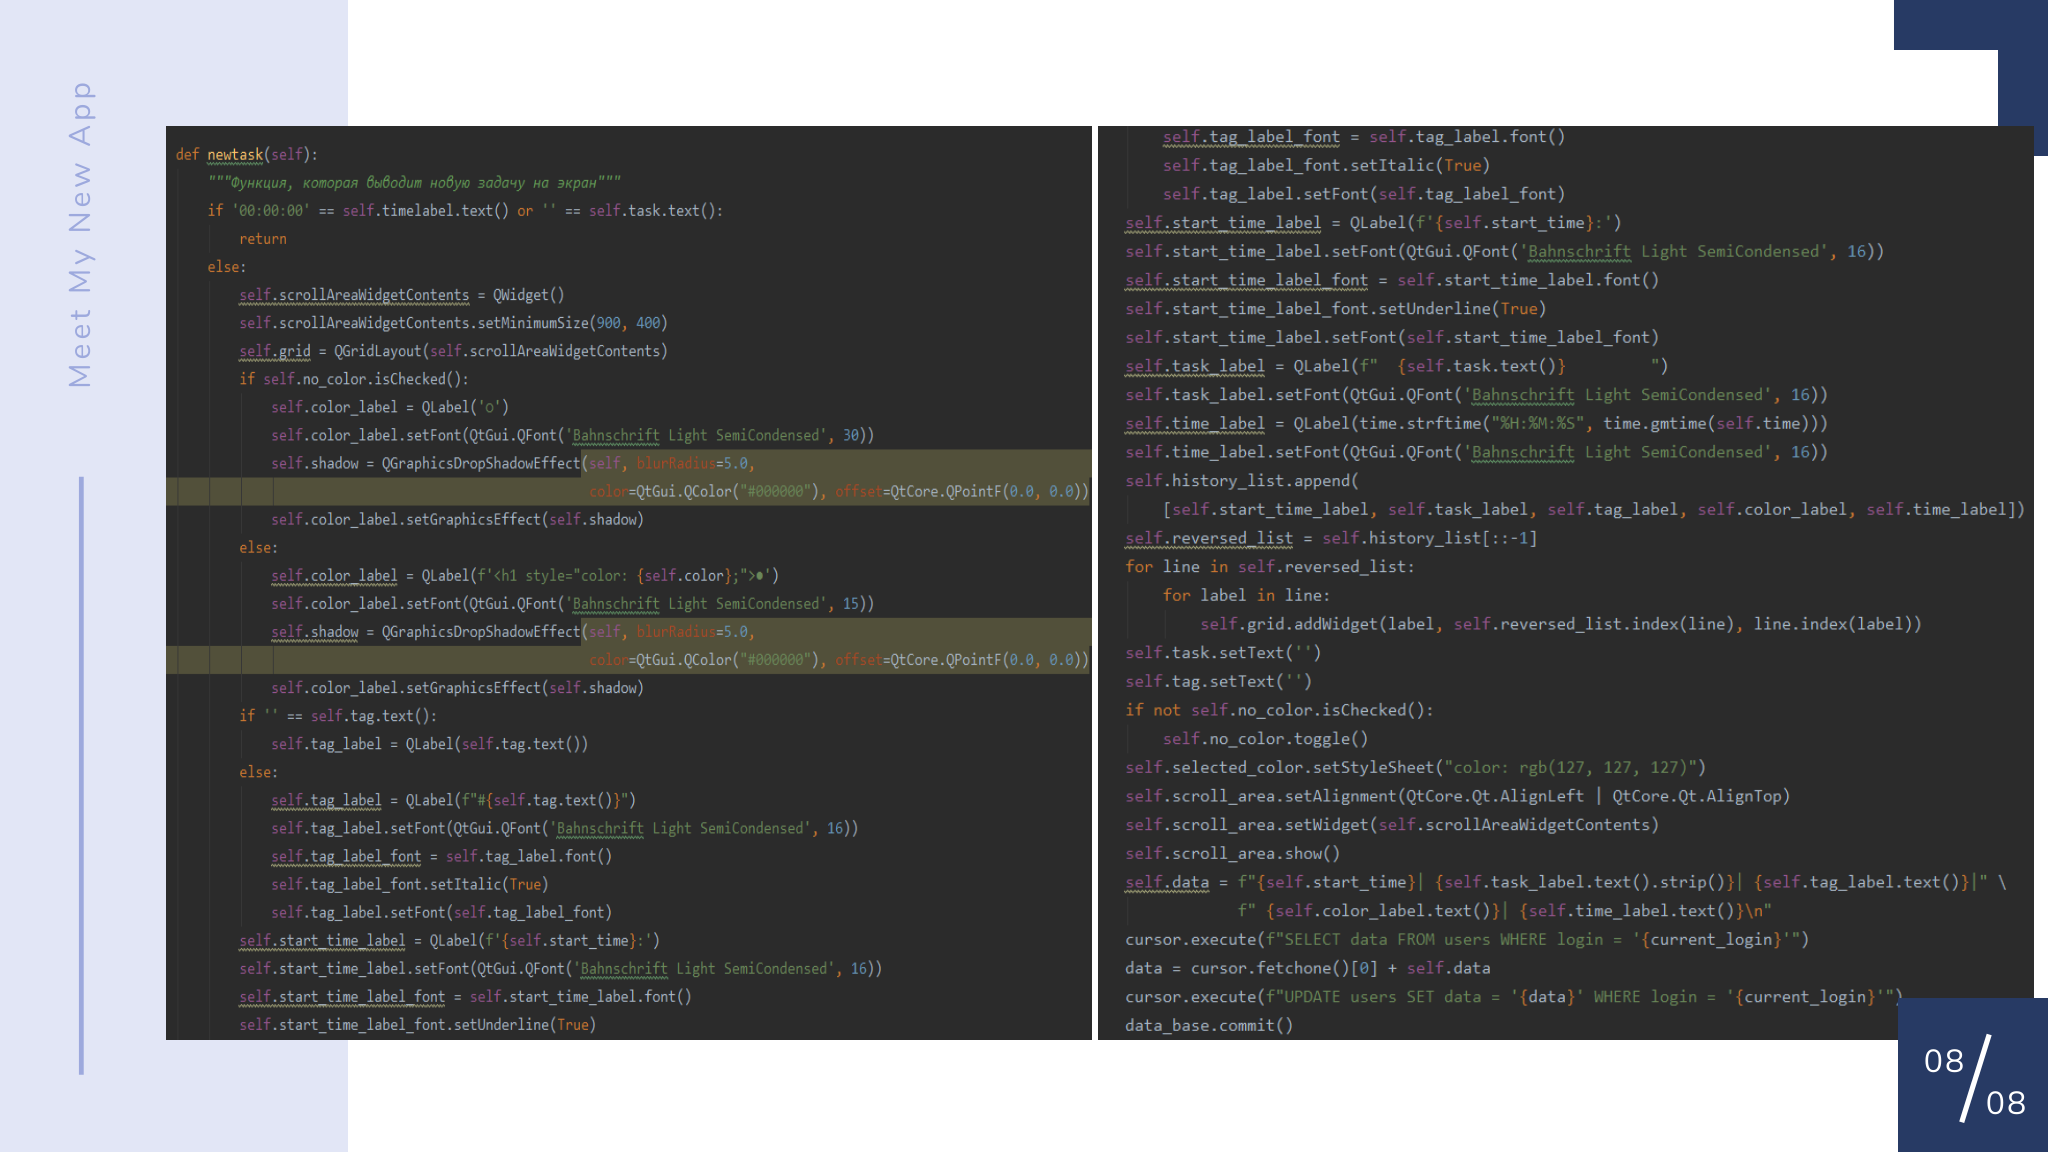 Meet My New App
def newtask(self):
"""Функция, которая выводит новую задачу на экран"""
if '00:00:00' == self.timelabel.text() or '' == self.task.text():
return
else:
self.scrollAreaWidgetContents = QWidget()
self.scrollAreaWidgetContents.setMinimumSize(900, 400)
self.grid = QGridLayout(self.scrollAreaWidgetContents)
if self.no_color.isChecked():
self.color_label = QLabel('○')
self.color_label.setFont(QtGui.QFont('Bahnschrift Light SemiCondensed', 30))
self.shadow = QGraphicsDropShadowEffect(self, blurRadius=5.0,
color=QtGui.QColor("#000000"), offset=QtCore.QPointF(0.0, 0.0))
self.color_label.setGraphicsEffect(self.shadow)
else:
self.color_label = QLabel(f'<h1 style="color: {self.color};">●')
self.color_label.setFont(QtGui.QFont('Bahnschrift Light SemiCondensed', 15))
self.shadow = QGraphicsDropShadowEffect(self, blurRadius=5.0,
color=QtGui.QColor("#000000"), offset=QtCore.QPointF(0.0, 0.0))
self.color_label.setGraphicsEffect(self.shadow)
if '' == self.tag.text():
self.tag_label = QLabel(self.tag.text())
else:
self.tag_label = QLabel(f"#{self.tag.text()}")
self.tag_label.setFont(QtGui.QFont('Bahnschrift Light SemiCondensed', 16))
self.tag_label_font = self.tag_label.font()
self.tag_label_font.setItalic(True)
self.tag_label.setFont(self.tag_label_font)
self.start_time_label = QLabel(f'{self.start_time}:')
self.start_time_label.setFont(QtGui.QFont('Bahnschrift Light SemiCondensed', 16))
self.start_time_label_font = self.start_time_label.font()
self.start_time_label_font.setUnderline(True)
self.tag_label_font = self.tag_label.font()
self.tag_label_font.setItalic(True)
self.tag_label.setFont(self.tag_label_font)
self.start_time_label = QLabel(f'{self.start_time}:')
self.start_time_label.setFont(QtGui.QFont('Bahnschrift Light SemiCondensed', 16))
self.start_time_label_font = self.start_time_label.font()
self.start_time_label_font.setUnderline(True)
self.start_time_label.setFont(self.start_time_label_font)
self.task_label = QLabel(f"  {self.task.text()}         ")
self.task_label.setFont(QtGui.QFont('Bahnschrift Light SemiCondensed', 16))
self.time_label = QLabel(time.strftime("%H:%M:%S", time.gmtime(self.time)))
self.time_label.setFont(QtGui.QFont('Bahnschrift Light SemiCondensed', 16))
self.history_list.append(
[self.start_time_label, self.task_label, self.tag_label, self.color_label, self.time_label])
self.reversed_list = self.history_list[::-1]
for line in self.reversed_list:
for label in line:
self.grid.addWidget(label, self.reversed_list.index(line), line.index(label))
self.task.setText('')
self.tag.setText('')
if not self.no_color.isChecked():
self.no_color.toggle()
self.selected_color.setStyleSheet("color: rgb(127, 127, 127)")
self.scroll_area.setAlignment(QtCore.Qt.AlignLeft | QtCore.Qt.AlignTop)
self.scroll_area.setWidget(self.scrollAreaWidgetContents)
self.scroll_area.show()
self.data = f"{self.start_time}| {self.task_label.text().strip()}| {self.tag_label.text()}|" \
f" {self.color_label.text()}| {self.time_label.text()}\n"
cursor.execute(f"SELECT data FROM users WHERE login = '{current_login}'")
data = cursor.fetchone()[0] + self.data
cursor.execute(f"UPDATE users SET data = '{data}' WHERE login = '{current_login}'")
data_base.commit()
08/08